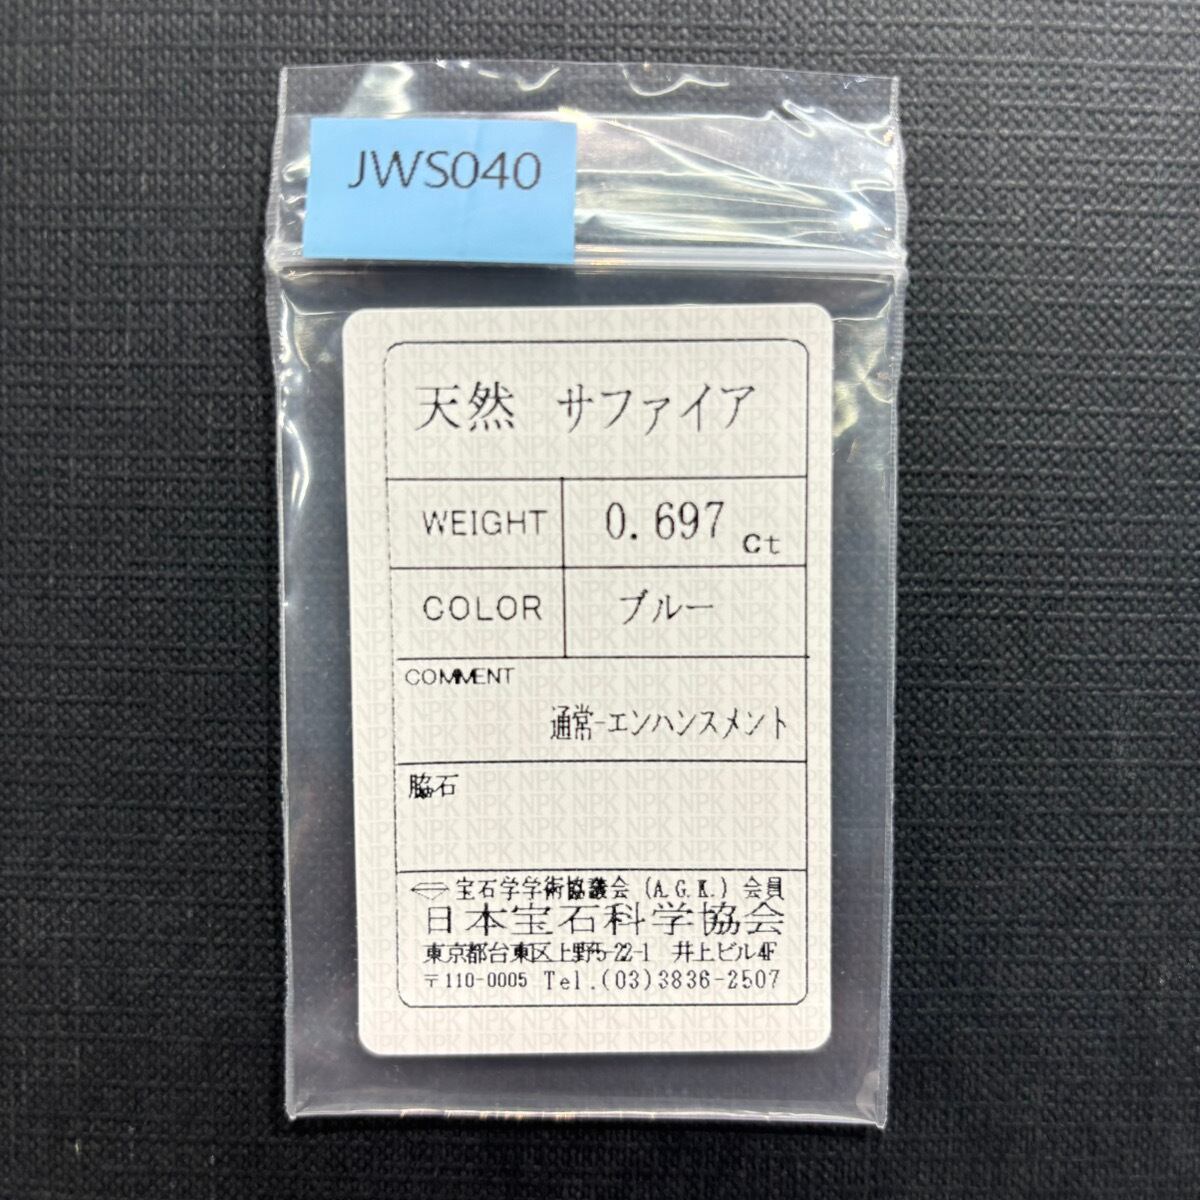 JWS040
天然 サファイア
WEIGHT 0.697 ct
COLOR ブルー
COMMENT
通常-エンハンスメント
脇石
宝石学学術協議会 (A.G.K.) 会員
日本宝石科学協会
東京都台東区上野5-22-1 井上ビル4F
〒110-0005 Tel.(03)3836-2507